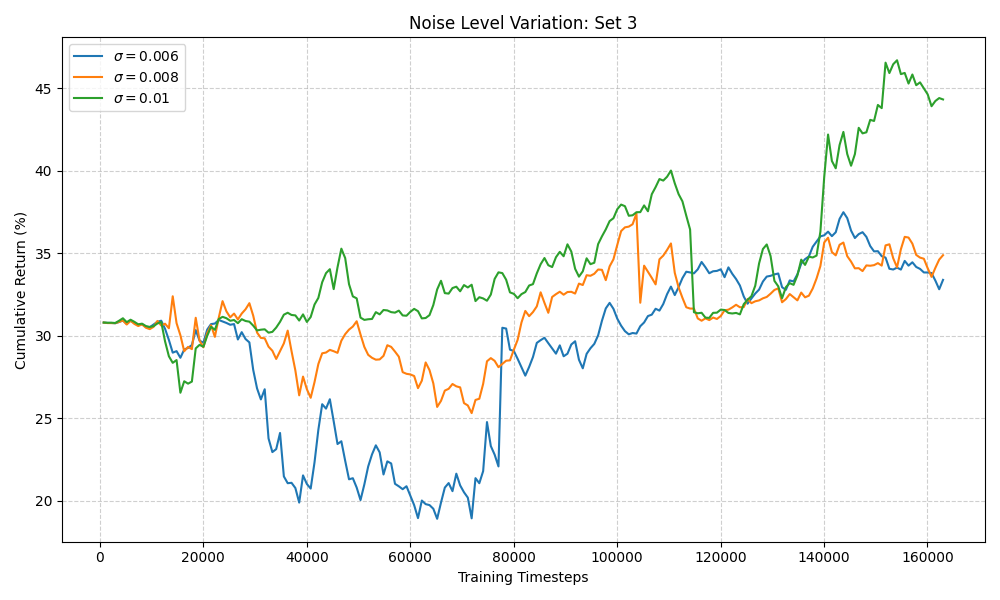 Noise Level Variation: Set 3
σ = 0.006
σ = 0.008
σ = 0.01
Cutmulative Return (%)
45
40
35
30
25
20
0 20000 40000 60000 80000 100000 120000 140000 160000
Training Timesteps